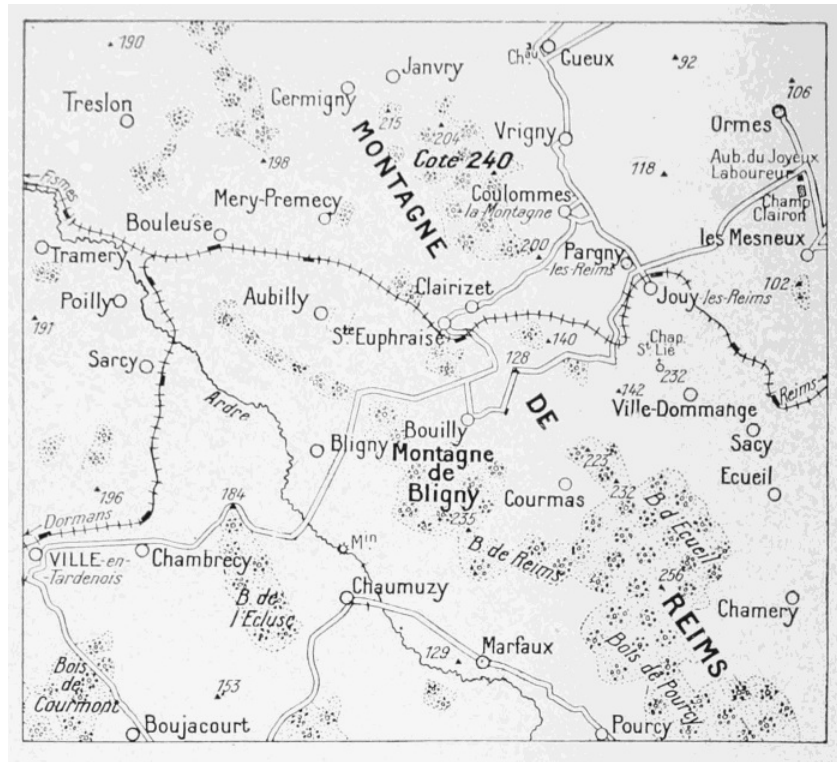 190
Janvry
Chau
Gueux
92
Treslon
Germigny
106
215
204
Vrigny
Ormes
MONTAGNE
Cote 240
198
118
Aub. du Joyeux
Laboureur
Fismes
Mery-Premecy
Coulommes
la-Montagne
Champ
Clairon
Bouleuse
les Mesneux
Tramery
200
Pargny
les-Reims
Clairizet
102
Poilly
Aubilly
Jouy les-Reims
191
Ste Euphraise
140
Chap.
St Lié
Sarcy
128
232
142
Reims
Ardre
DE
Ville-Dommange
Bouilly
Sacy
Bligny
Montagne
de
Bligny
223
Ecueil
196
184
Courmas
232
Dormans
235
B. d'Ecueil
Min
B. de Reims
VILLE-en-
Tardenois
Chambrecy
256
B. de
l'Ecluse
Chaumuzy
REIMS
Chamery
Marfaux
129
Bois
de
Courmont
Bois de Pourcy
153
Boujacourt
Pourcy